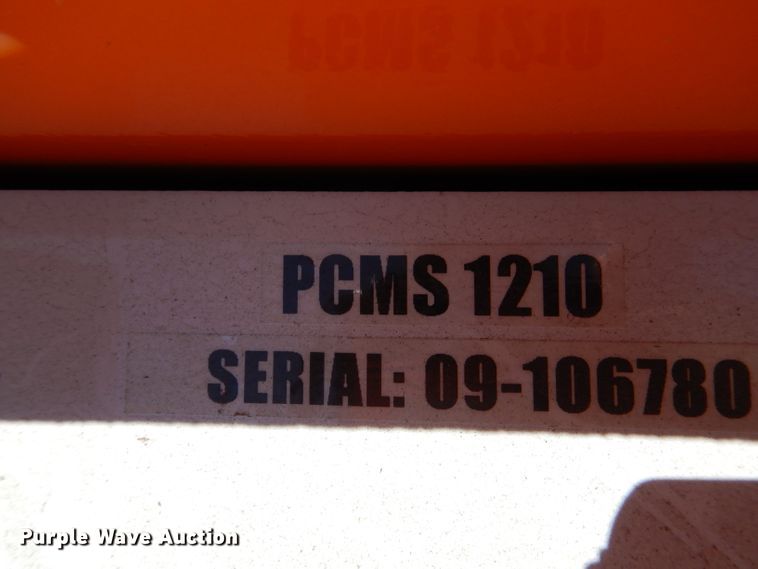 PCMS 1210
SERIAL: 09-106780
Purple Wave Auction